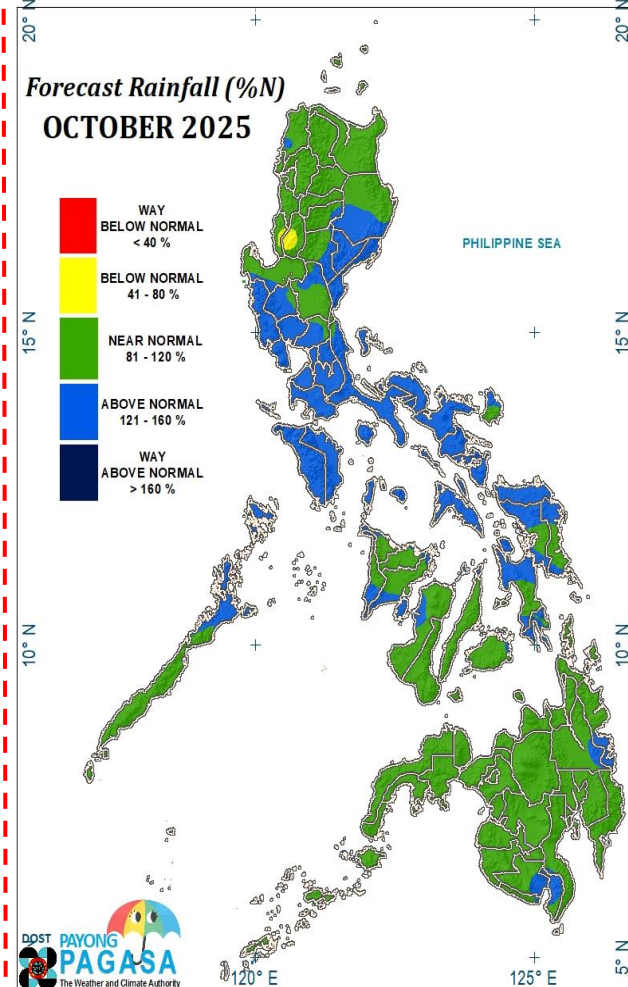 20° N
20° N
Forecast Rainfall (%N)
OCTOBER 2025
WAY
BELOW NORMAL
< 40 %
BELOW NORMAL
41 - 80 %
NEAR NORMAL
81 - 120 %
ABOVE NORMAL
121 - 160 %
WAY
ABOVE NORMAL
> 160 %
PHILIPPINE SEA
15° N
15° N
10° N
10° N
5° N
DOST
PAYONG
PAGASA
The Weather and Climate Authority
120° E
125° E